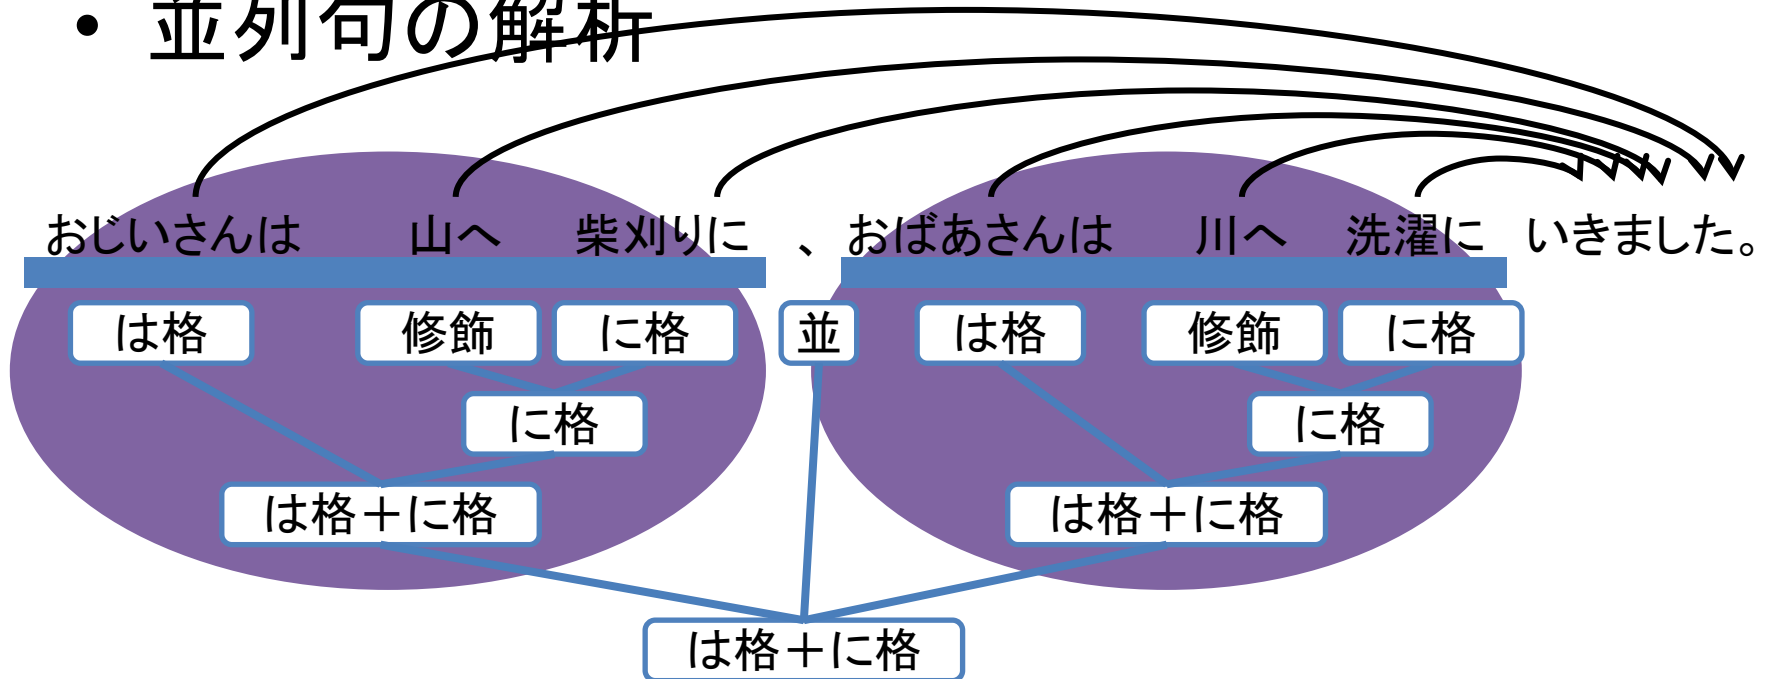 • 並列句の解析
おじいさんは 山へ 柴刈りに 、おばあさんは 川へ 洗濯に いきました。
は格 修飾 に格 並 は格 修飾 に格
に格 に格
は格＋に格 は格＋に格
は格＋に格